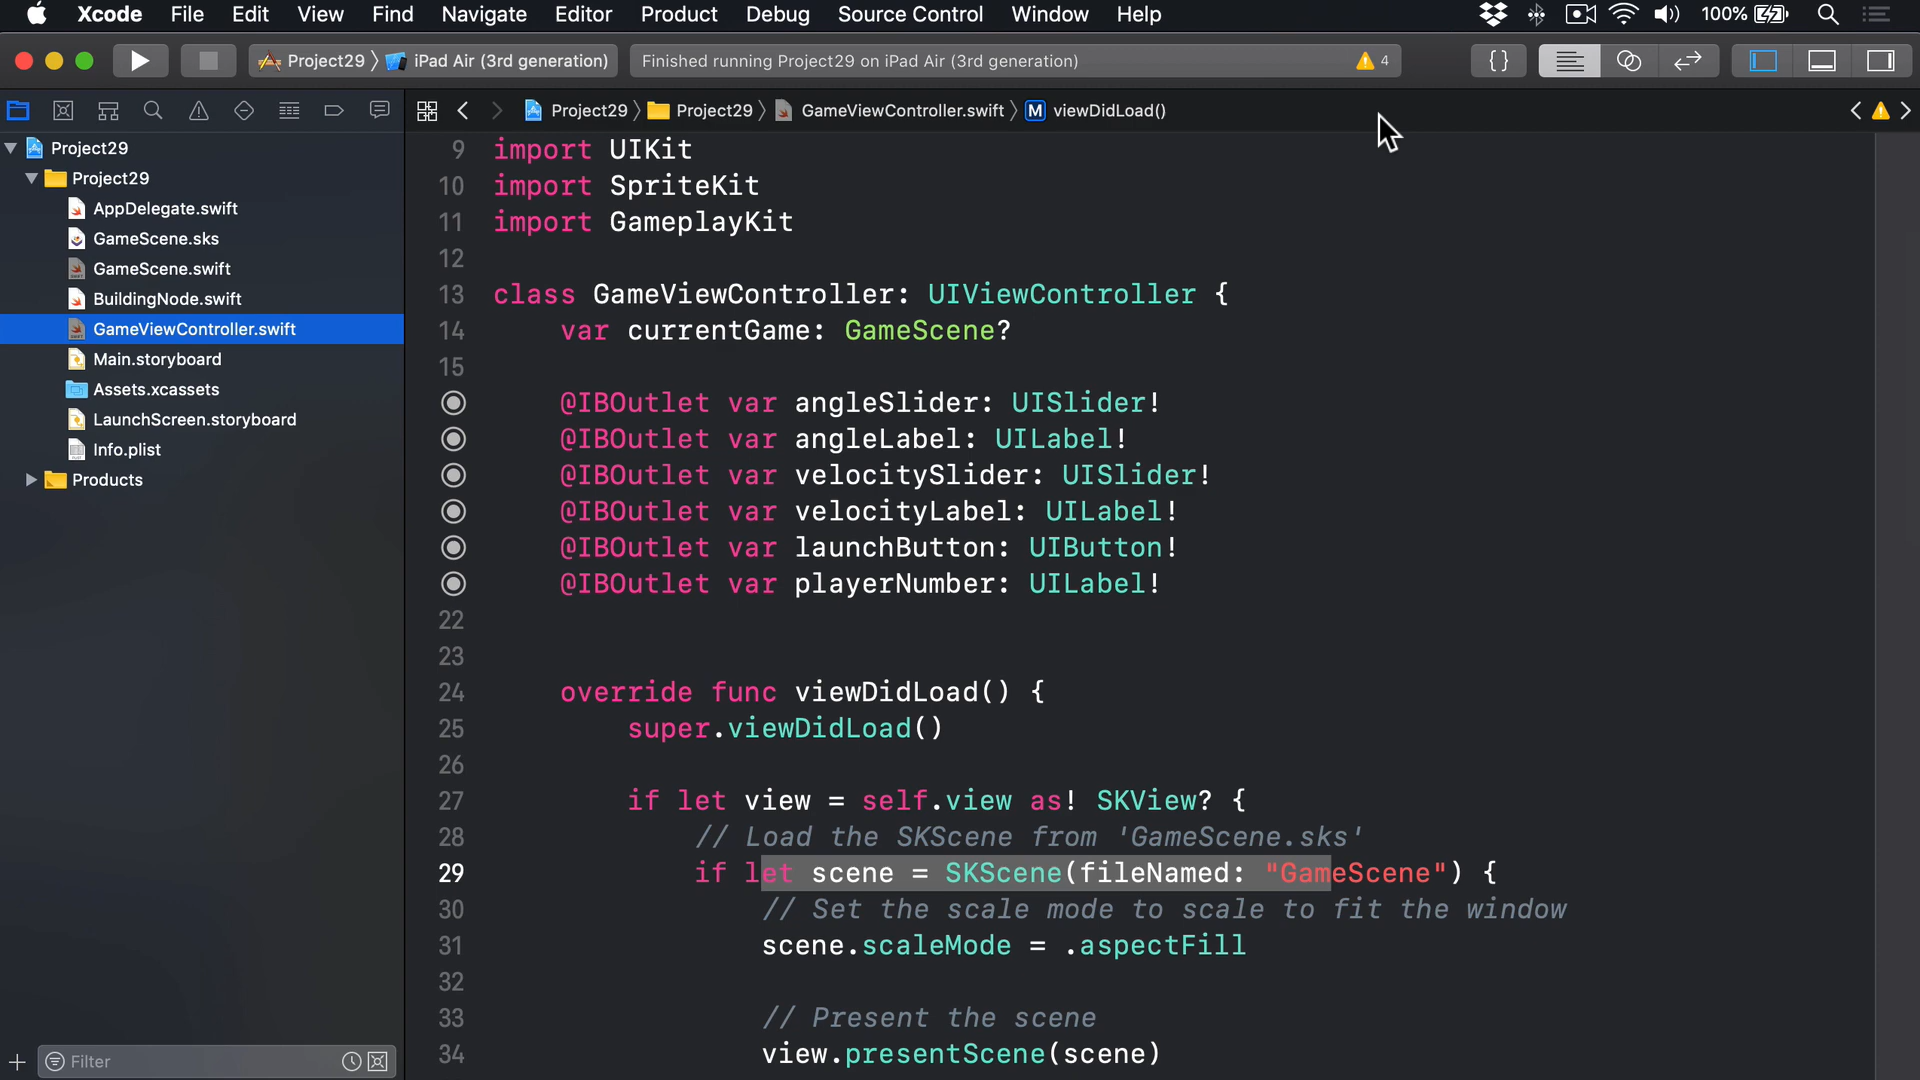 Xcode File Edit View Find Navigate Editor Product Debug Source Control Window Help 100%
Project29 iPad Air (3rd generation) Finished running Project29 on iPad Air (3rd generation) 4 {}
Project29 Project29 GameViewController.swift M viewDidLoad()
Project29
Project29
AppDelegate.swift
GameScene.sks
GameScene.swift
BuildingNode.swift
GameViewController.swift
Main.storyboard
Assets.xcassets
LaunchScreen.storyboard
Info.plist
Products
Filter
9 import UIKit
10 import SpriteKit
11 import GameplayKit
12
13 class GameViewController: UIViewController {
14 var currentGame: GameScene?
15
@IBOutlet var angleSlider: UISlider!
@IBOutlet var angleLabel: UILabel!
@IBOutlet var velocitySlider: UISlider!
@IBOutlet var velocityLabel: UILabel!
@IBOutlet var launchButton: UIButton!
@IBOutlet var playerNumber: UILabel!
22
23
24 override func viewDidLoad() {
25 super.viewDidLoad()
26
27 if let view = self.view as! SKView? {
28 // Load the SKScene from 'GameScene.sks'
29 if let scene = SKScene(fileNamed: "GameScene") {
30 // Set the scale mode to scale to fit the window
31 scene.scaleMode = .aspectFill
32
33 // Present the scene
34 view.presentScene(scene)